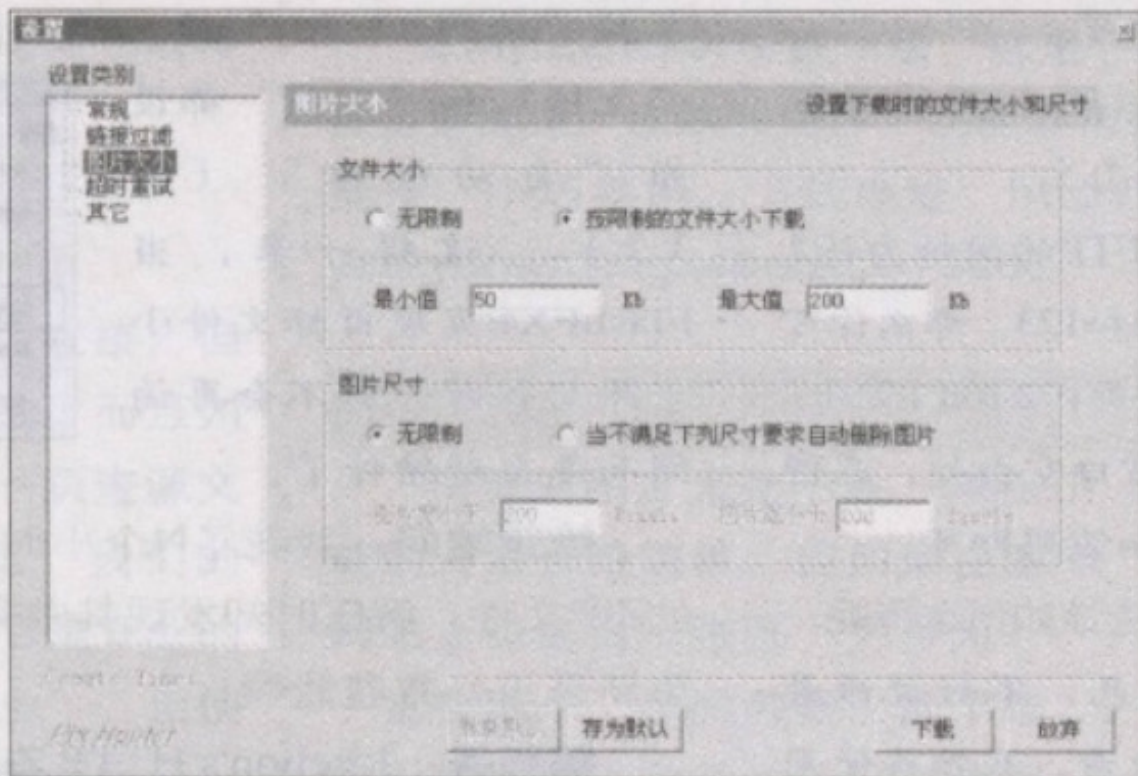 设置
设置类别
常规
链接过滤
图片大小
超时重试
其它
图片大小 设置下载时的文件大小和尺寸
文件大小
无限制 按限制的文件大小下载
最小值 50 Kb 最大值 200 Kb
图片尺寸
无限制 当不满足下列尺寸要求自动删除图片
存为默认 下载 放弃